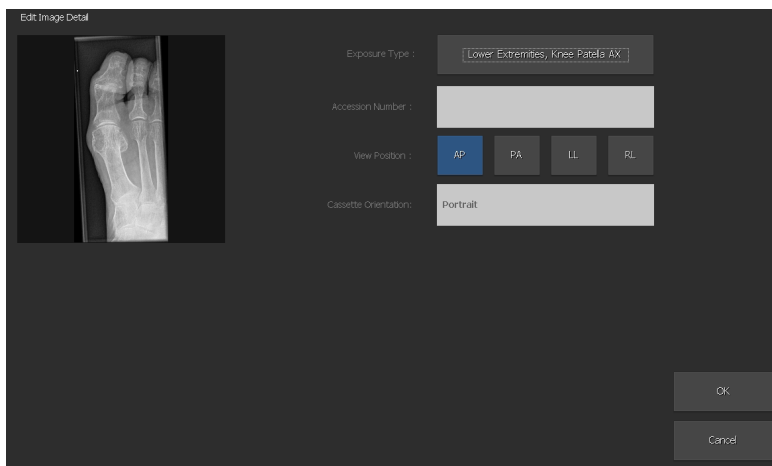 Edit Image Detail
Exposure Type :
Lower Extremities, Knee Patella AX
Accession Number :
View Position :
AP
PA
LL
RL
Cassette Orientation:
Portrait
OK
Cancel